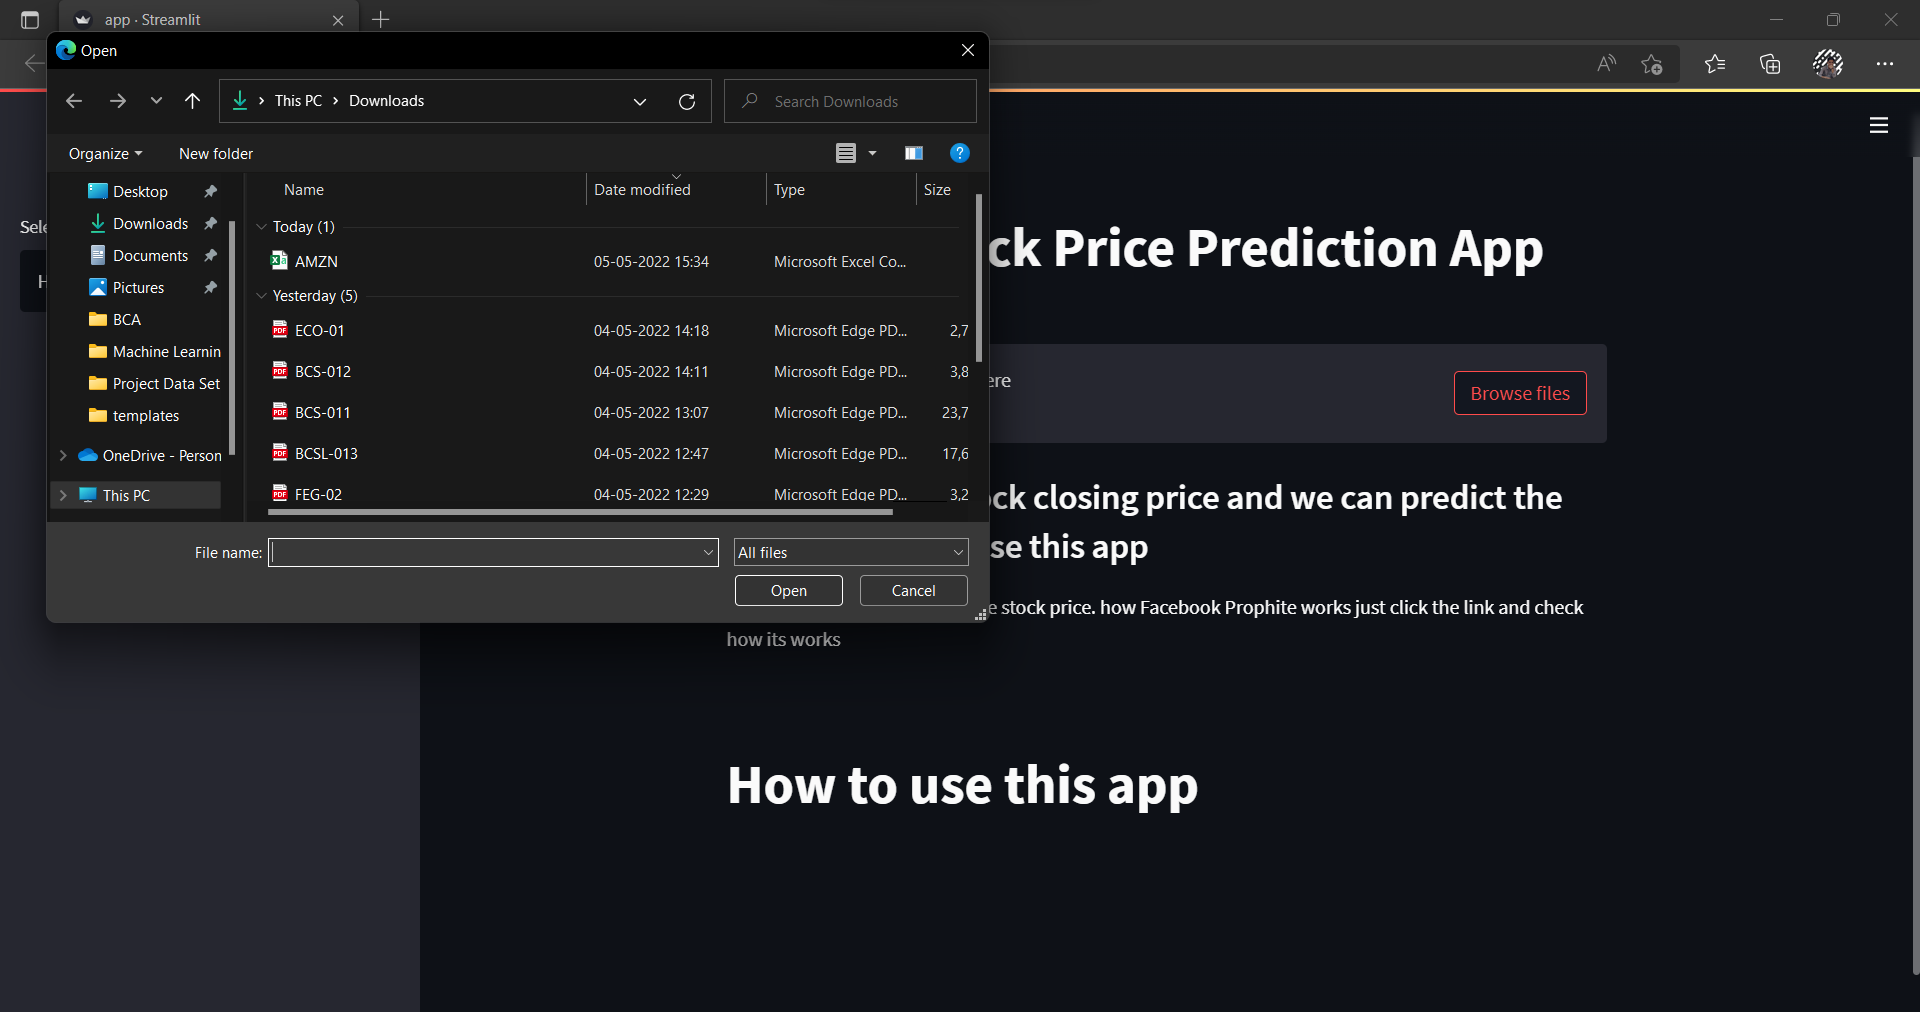 app · Streamlit
Open
This PC > Downloads
Search Downloads
Organize
New folder
Desktop
Downloads
Documents
Pictures
BCA
Machine Learnin
Project Data Set
templates
OneDrive - Person
This PC
Name Date modified Type Size
Today (1)
AMZN 05-05-2022 15:34 Microsoft Excel Co...
Yesterday (5)
ECO-01 04-05-2022 14:18 Microsoft Edge PD... 2,7
BCS-012 04-05-2022 14:11 Microsoft Edge PD... 3,8
BCS-011 04-05-2022 13:07 Microsoft Edge PD... 23,7
BCSL-013 04-05-2022 12:47 Microsoft Edge PD... 17,6
FEG-02 04-05-2022 12:29 Microsoft Edge PD... 3,2
File name:
All files
Open
Cancel
Sele
H
ck Price Prediction App
ere
Browse files
ck closing price and we can predict the
se this app
e stock price. how Facebook Prophite works just click the link and check
how its works
How to use this app